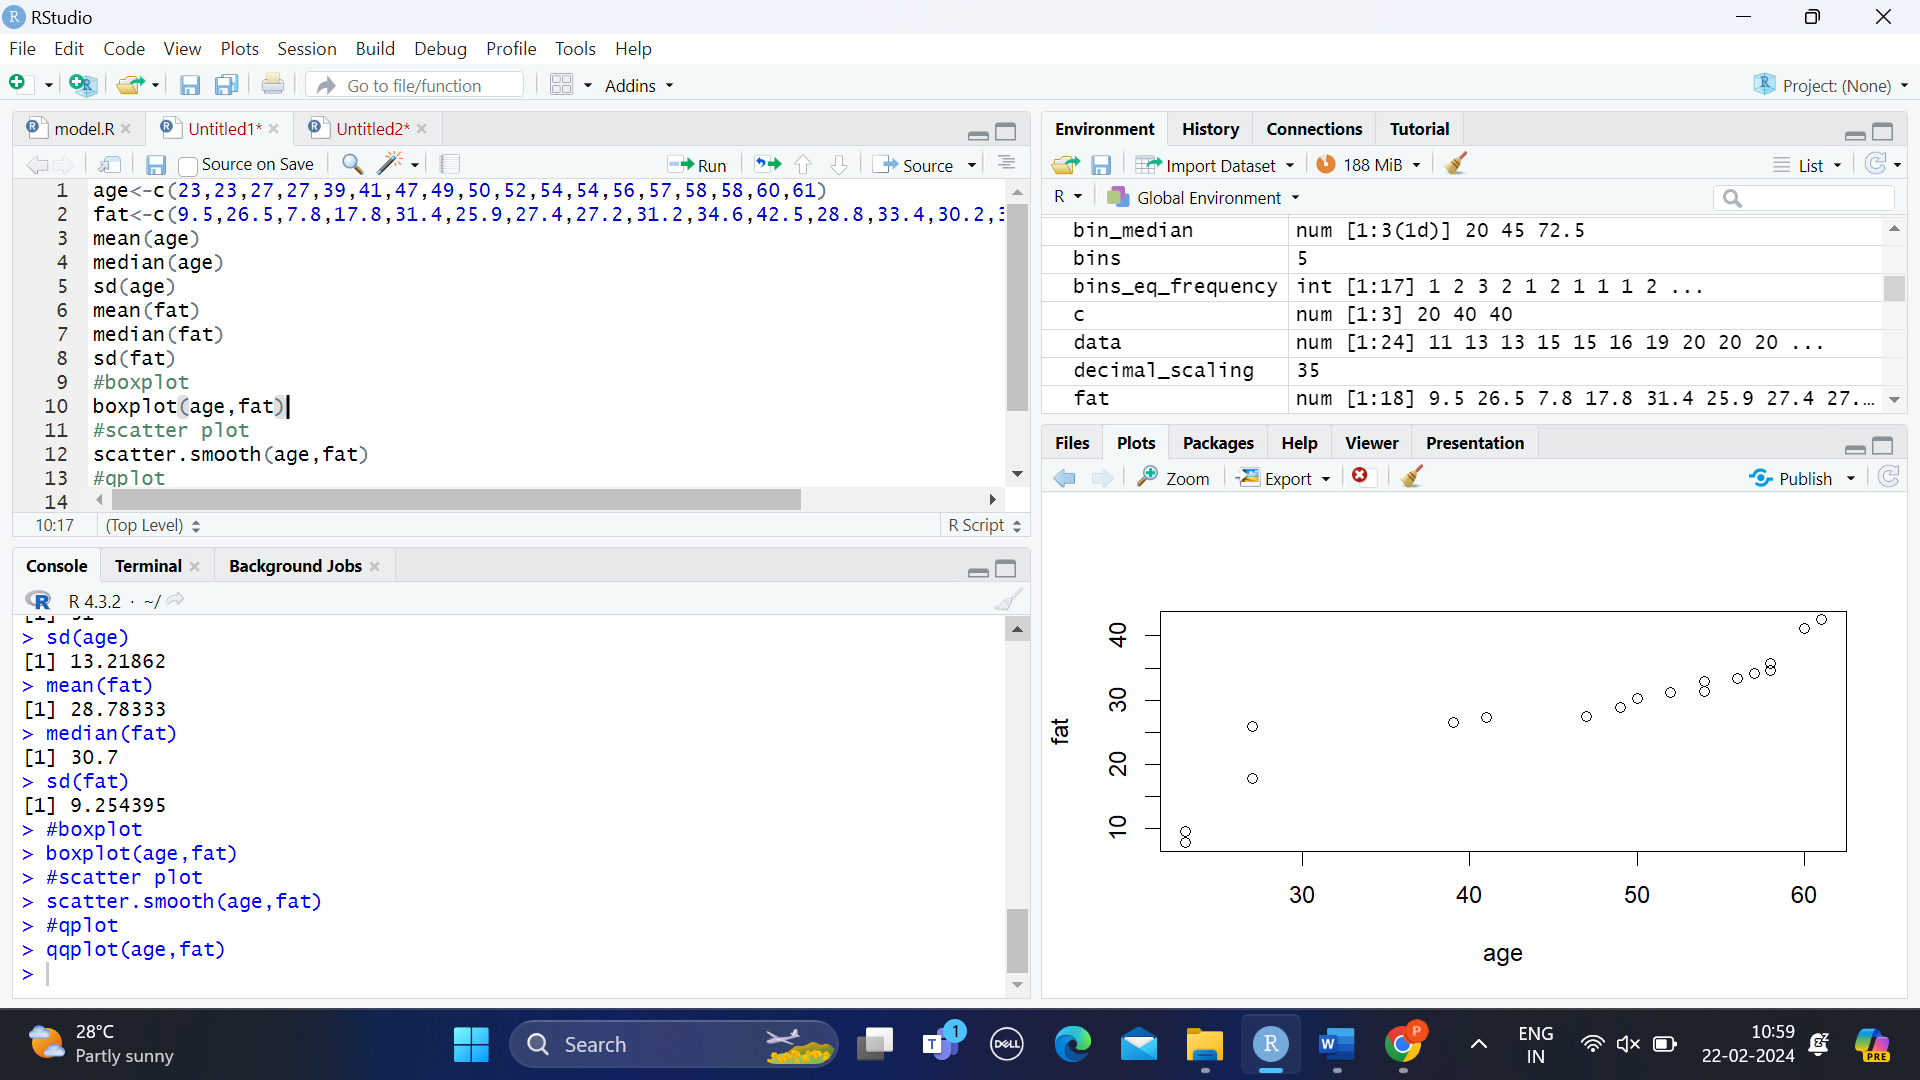 RStudio
File Edit Code View Plots Session Build Debug Profile Tools Help
Go to file/function Addins Project: (None)
model.R Untitled1* Untitled2*
Source on Save Run Source
1 age<-c(23,23,27,27,39,41,47,49,50,52,54,54,56,57,58,58,60,61)
2 fat<-c(9.5,26.5,7.8,17.8,31.4,25.9,27.4,27.2,31.2,34.6,42.5,28.8,33.4,30.2,
3 mean(age)
4 median(age)
5 sd(age)
6 mean(fat)
7 median(fat)
8 sd(fat)
9 #boxplot
10 boxplot(age,fat)
11 #scatter plot
12 scatter.smooth(age,fat)
13 #qplot
14
10:17 (Top Level) R Script
Console Terminal Background Jobs
R 4.3.2 · ~/
> sd(age)
[1] 13.21862
> mean(fat)
[1] 28.78333
> median(fat)
[1] 30.7
> sd(fat)
[1] 9.254395
> #boxplot
> boxplot(age,fat)
> #scatter plot
> scatter.smooth(age,fat)
> #qplot
> qqplot(age,fat)
>
Environment History Connections Tutorial
Import Dataset 188 MiB List
R Global Environment
bin_median num [1:3(1d)] 20 45 72.5
bins 5
bins_eq_frequency int [1:17] 1 2 3 2 1 2 1 1 1 2 ...
c num [1:3] 20 40 40
data num [1:24] 11 13 13 15 15 16 19 20 20 20 ...
decimal_scaling 35
fat num [1:18] 9.5 26.5 7.8 17.8 31.4 25.9 27.4 27.…
Files Plots Packages Help Viewer Presentation
Zoom Export Publish
40
30
20
10
fat
30 40 50 60
age
28°C
Partly sunny
Search
1
DELL
P
ENG
IN
10:59
22-02-2024
PRE